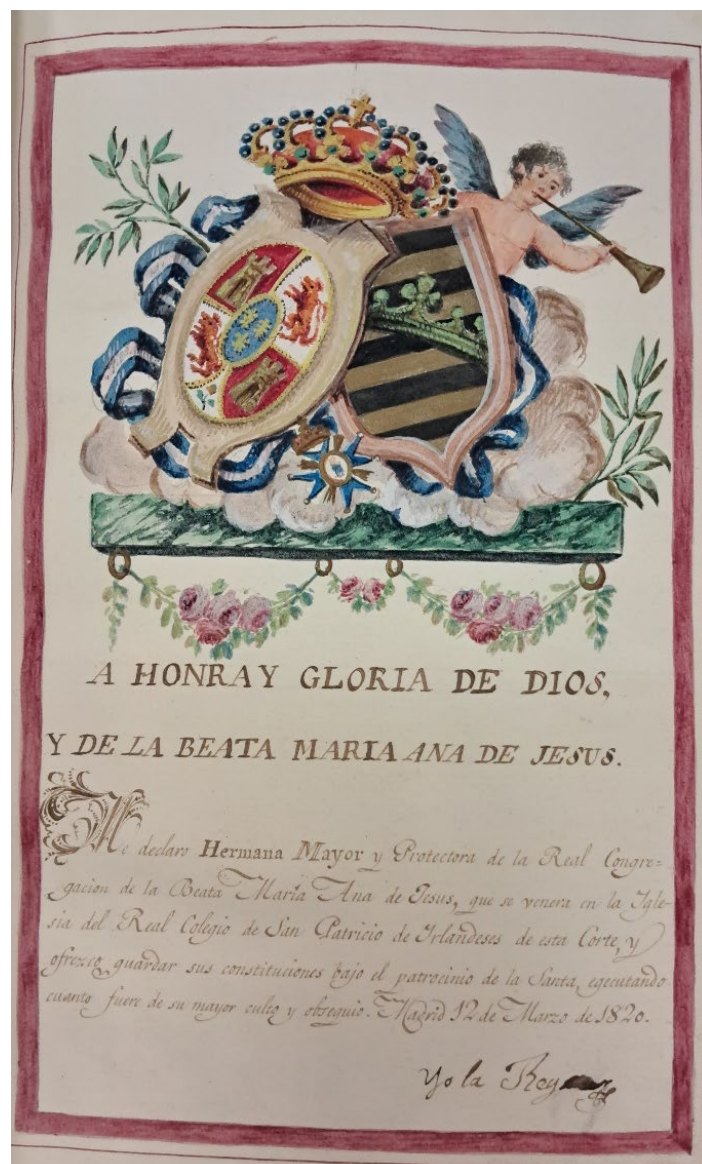 A HONRA Y GLORIA DE DIOS,
Y DE LA BEATA MARIA ANA DE JESUS.
Me declaro Hermana Mayor y Protectora de la Real Congre=
gacion de la Beata Maria Ana de Jesus, que se venera en la Igle-
sia del Real Colegio de San Patricio de Irlandeses de esta Corte, y
ofrezco guardar sus constituciones bajo el patrocinio de la Santa, egecutando
cuanto fuere de su mayor culto y obsequio. Madrid 12 de Marzo de 1820.
Yo la Reyna